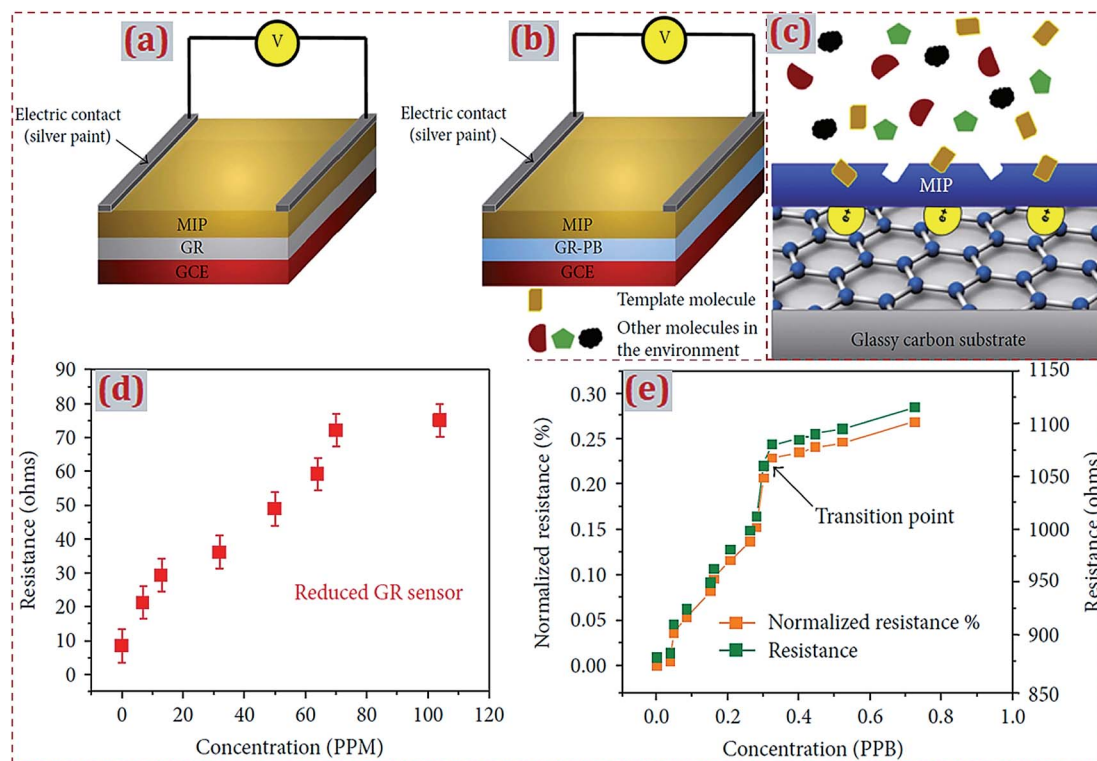 (a)
V
Electric contact
(silver paint)
MIP
GR
GCE
(b)
V
Electric contact
(silver paint)
MIP
GR-PB
GCE
Template molecule
Other molecules in
the environment
(c)
MIP
e+
e+
e+
Glassy carbon substrate
(d)
Resistance (ohms)
90
80
70
60
50
40
30
20
10
0
Reduced GR sensor
0 20 40 60 80 100 120
Concentration (PPM)
(e)
Normalized resistance (%)
0.30
0.25
0.20
0.15
0.10
0.05
0.00
Transition point
Normalized resistance %
Resistance
0.0 0.2 0.4 0.6 0.8 1.0
Concentration (PPB)
1150
1100
1050
1000
950
900
850
Resistance (ohms)